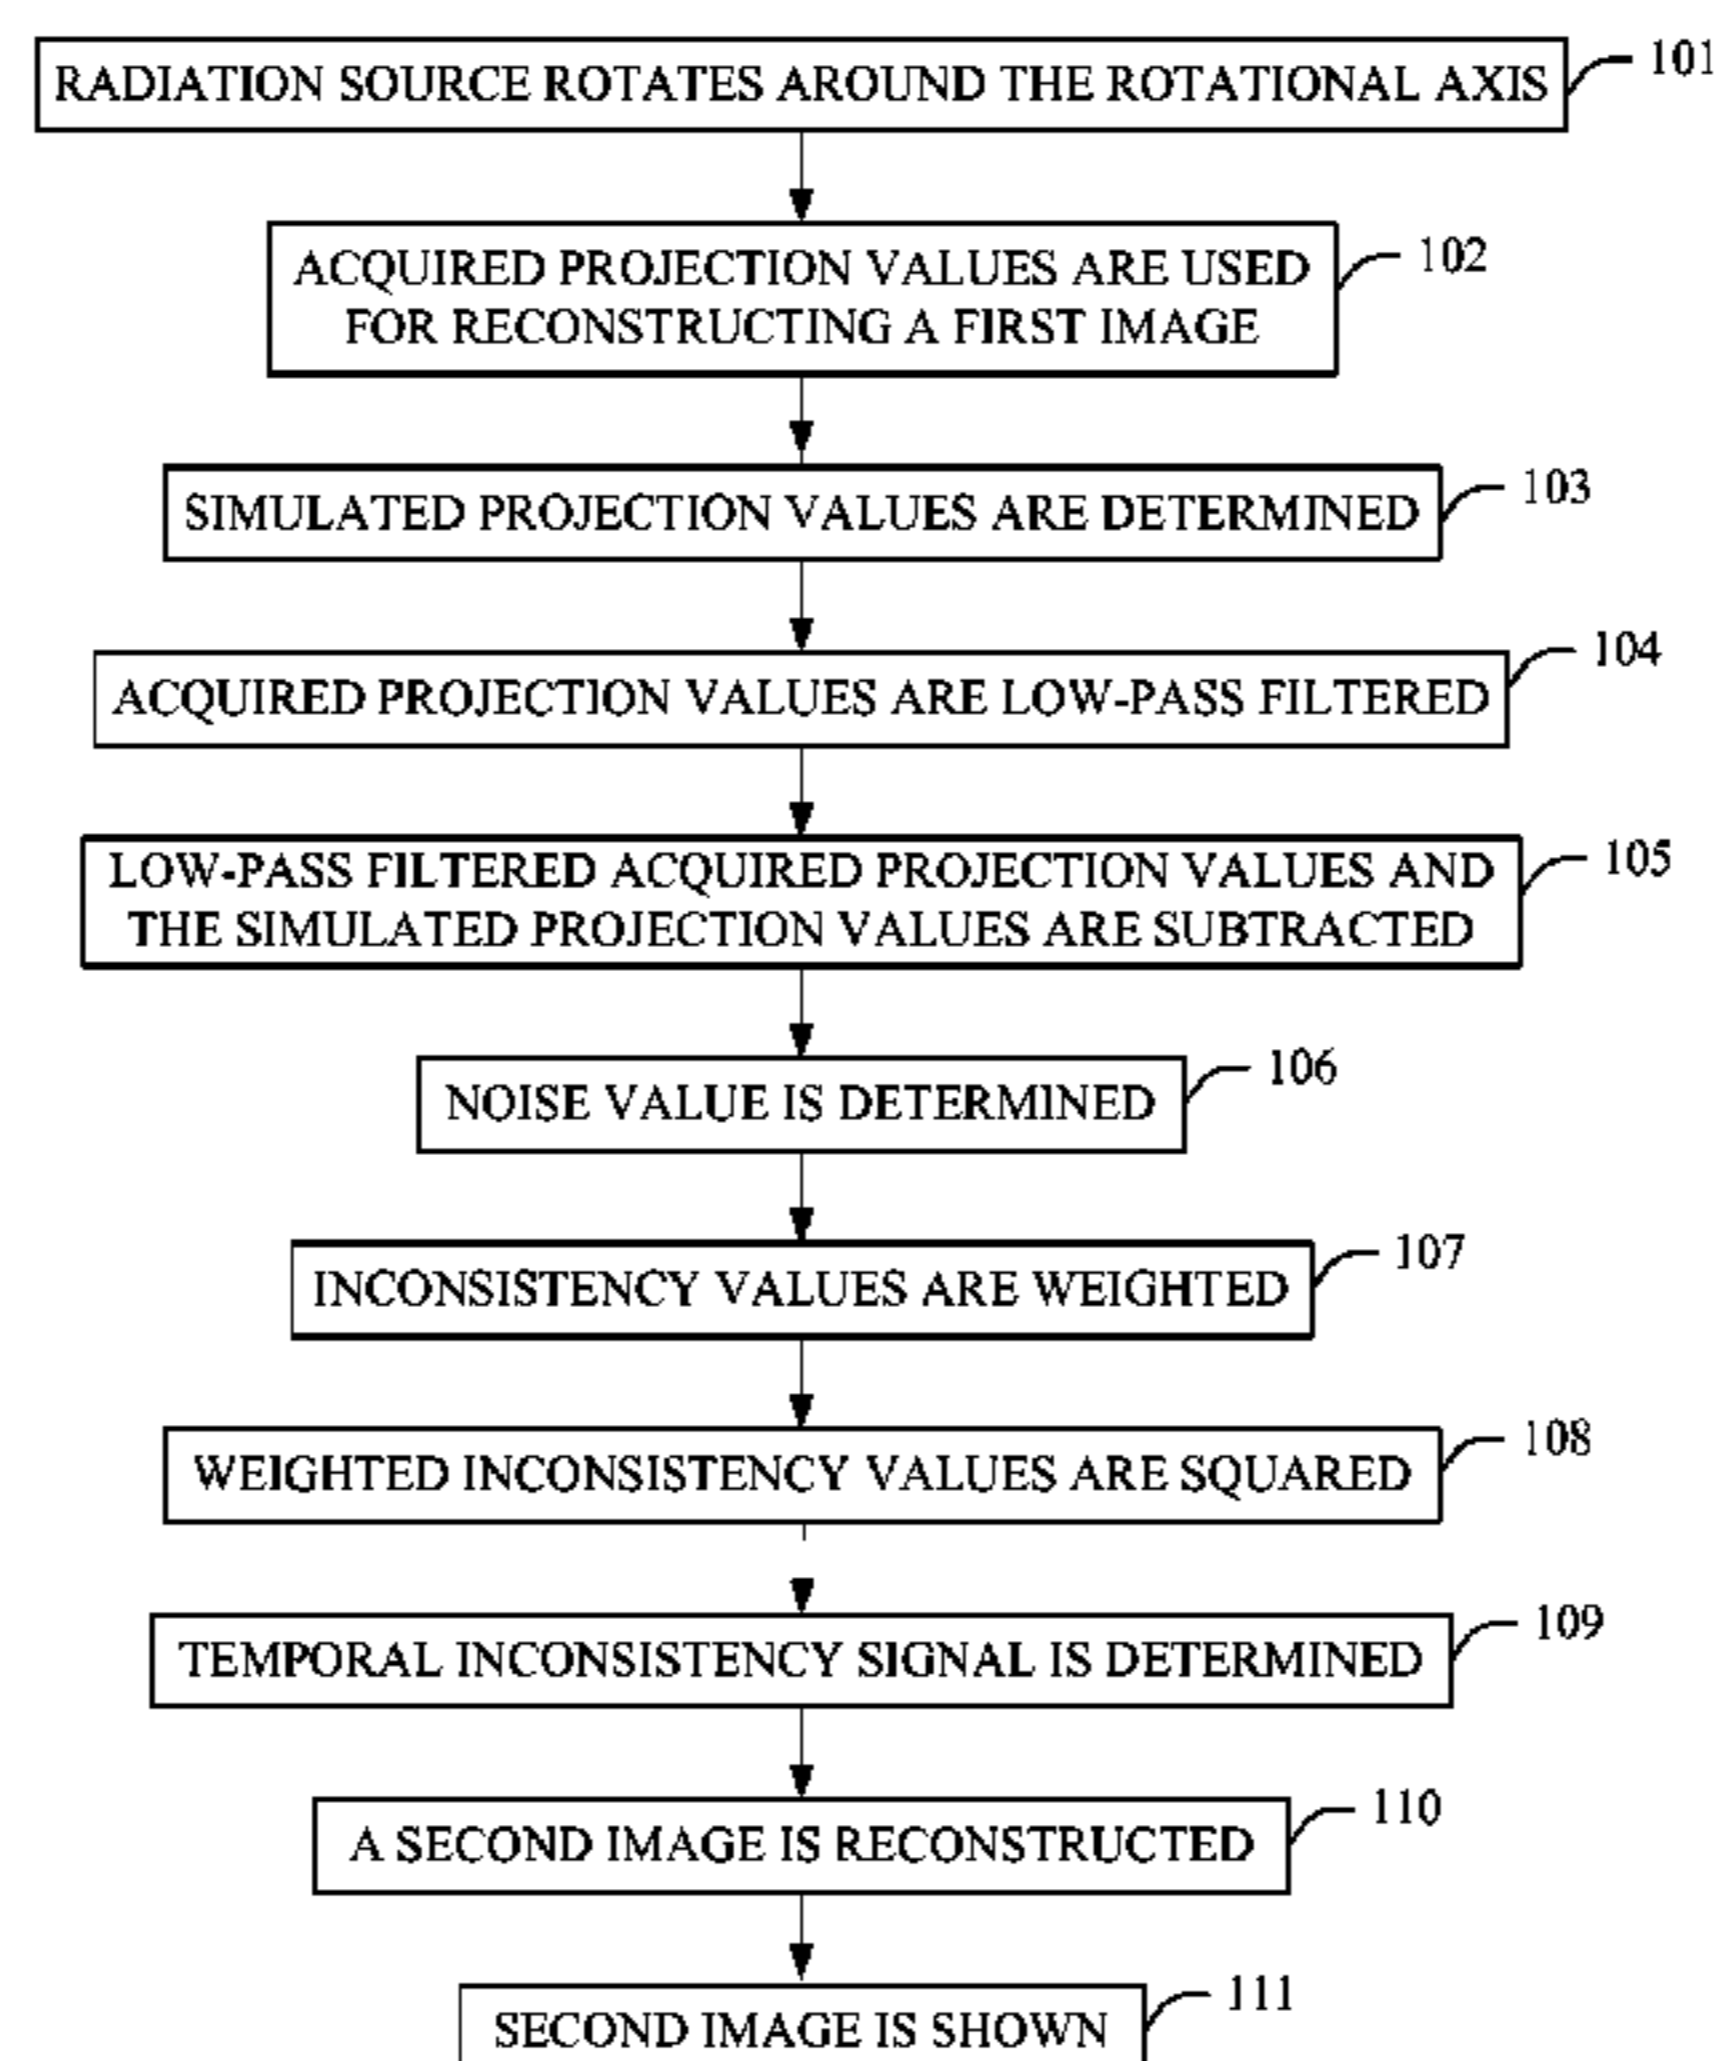 RADIATION SOURCE ROTATES AROUND THE ROTATIONAL AXIS
101
ACQUIRED PROJECTION VALUES ARE USED
FOR RECONSTRUCTING A FIRST IMAGE
102
SIMULATED PROJECTION VALUES ARE DETERMINED
103
ACQUIRED PROJECTION VALUES ARE LOW-PASS FILTERED
104
LOW-PASS FILTERED ACQUIRED PROJECTION VALUES AND
THE SIMULATED PROJECTION VALUES ARE SUBTRACTED
105
NOISE VALUE IS DETERMINED
106
INCONSISTENCY VALUES ARE WEIGHTED
107
WEIGHTED INCONSISTENCY VALUES ARE SQUARED
108
TEMPORAL INCONSISTENCY SIGNAL IS DETERMINED
109
A SECOND IMAGE IS RECONSTRUCTED
110
SECOND IMAGE IS SHOWN
111